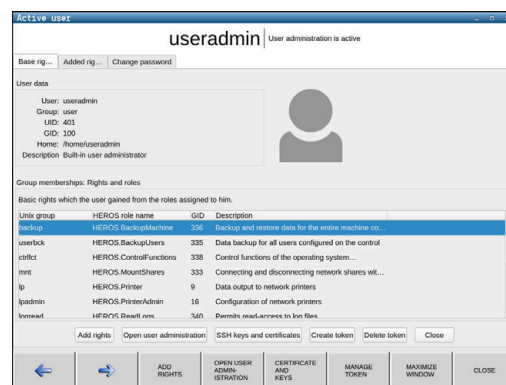 Active user
useradmin User administration is active
Base rig... Added rig... Change password
User data
User: useradmin
Group: user
UID: 401
GID: 100
Home: /home/useradmin
Description Built-in user administrator
Group memberships: Rights and roles
Basic rights which the user gained from the roles assigned to him.
Unix group HEROS role name GID Description
backup HEROS.BackupMachine 336 Backup and restore data for the entire machine co...
userbck HEROS.BackupUsers 335 Data backup for all users configured on the control
ctrlfct HEROS.ControlFunctions 338 Control functions of the operating system...
mnt HEROS.MountShares 333 Connecting and disconnecting network shares wit...
lp HEROS.Printer 9 Data output to network printers
lpadmin HEROS.PrinterAdmin 16 Configuration of network printers
logread HEROS.ReadLogs 340 Permits read-access to log files
Add rights Open user administration SSH keys and certificates Create token Delete token Close
ADD RIGHTS
OPEN USER ADMIN-ISTRATION
CERTIFICATE AND KEYS
MANAGE TOKEN
MAXIMIZE WINDOW
CLOSE